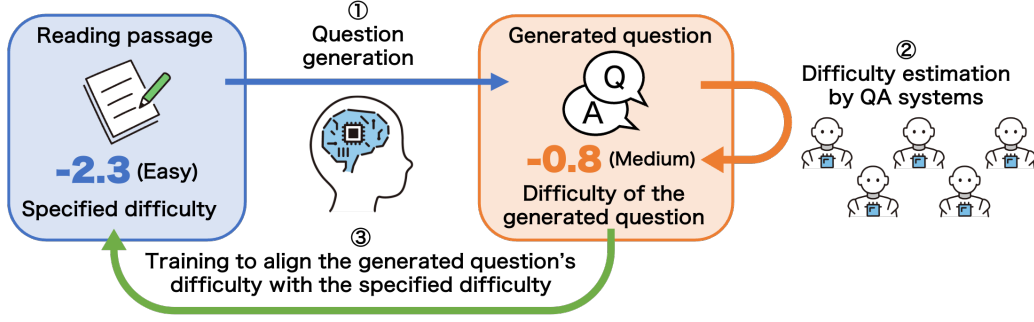 Reading passage
-2.3 (Easy)
Specified difficulty
①
Question
generation
Generated question
Q
A
-0.8 (Medium)
Difficulty of the
generated question
②
Difficulty estimation
by QA systems
③
Training to align the generated question's
difficulty with the specified difficulty